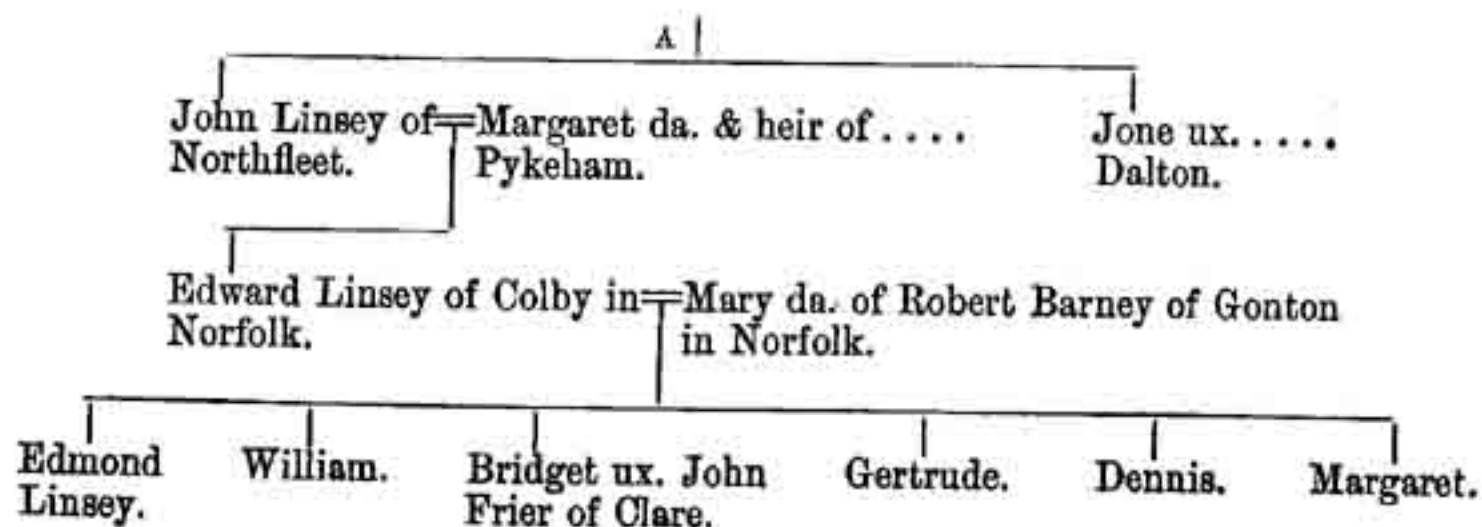 A
John Linsey of=Margaret da. & heir of . . . .
Northfleet.
Pykeham.
Jone ux. . . . .
Dalton.
Edward Linsey of Colby in=Mary da. of Robert Barney of Gonton
Norfolk.
in Norfolk.
Edmond
Linsey.
William.
Bridget ux. John
Frier of Clare.
Gertrude.
Dennis.
Margaret.